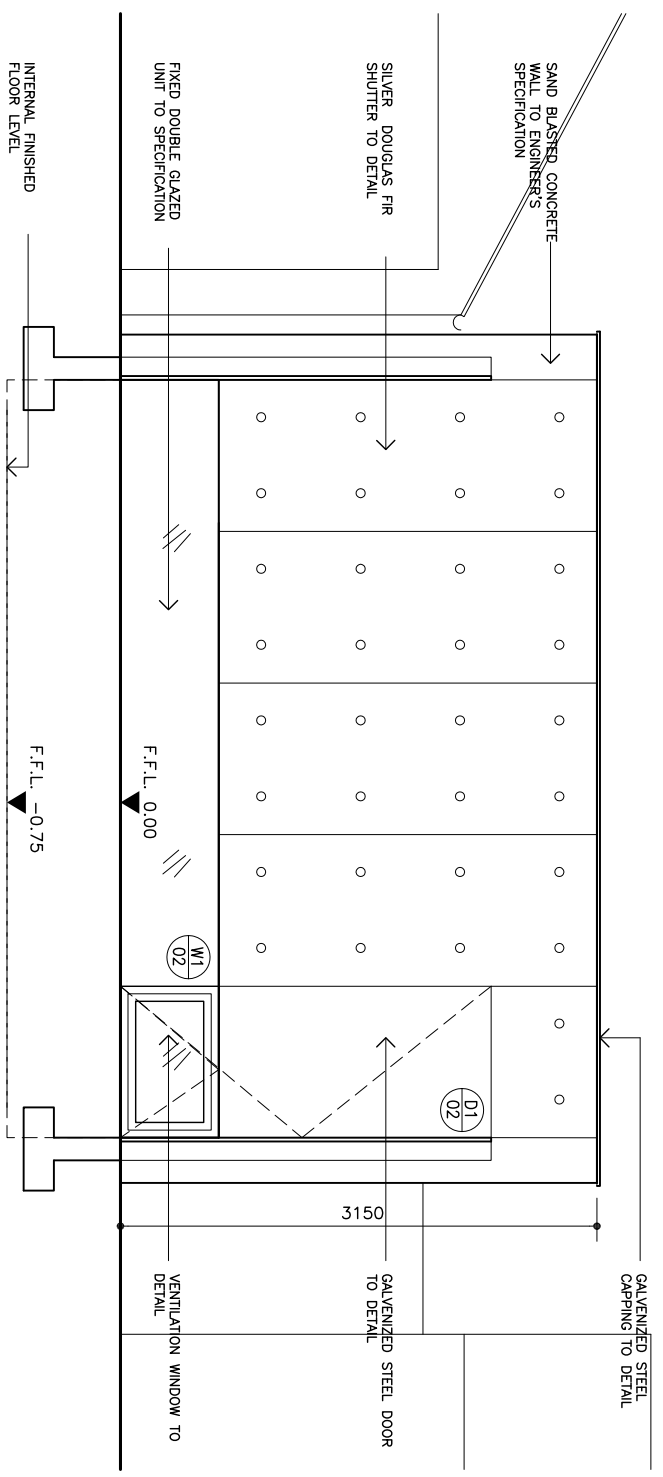 SAND BLASTED CONCRETE
WALL TO ENGINEER'S
SPECIFICATION
SILVER DOUGLAS FIR
SHUTTER TO DETAIL
FIXED DOUBLE GLAZED
UNIT TO SPECIFICATION
INTERNAL FINISHED
FLOOR LEVEL
F.F.L. 0.00
F.F.L. -0.75
W1
02
D1
02
3150
GALVENIZED STEEL
CAPPING TO DETAIL
GALVENIZED STEEL DOOR
TO DETAIL
VENTILATION WINDOW TO
DETAIL